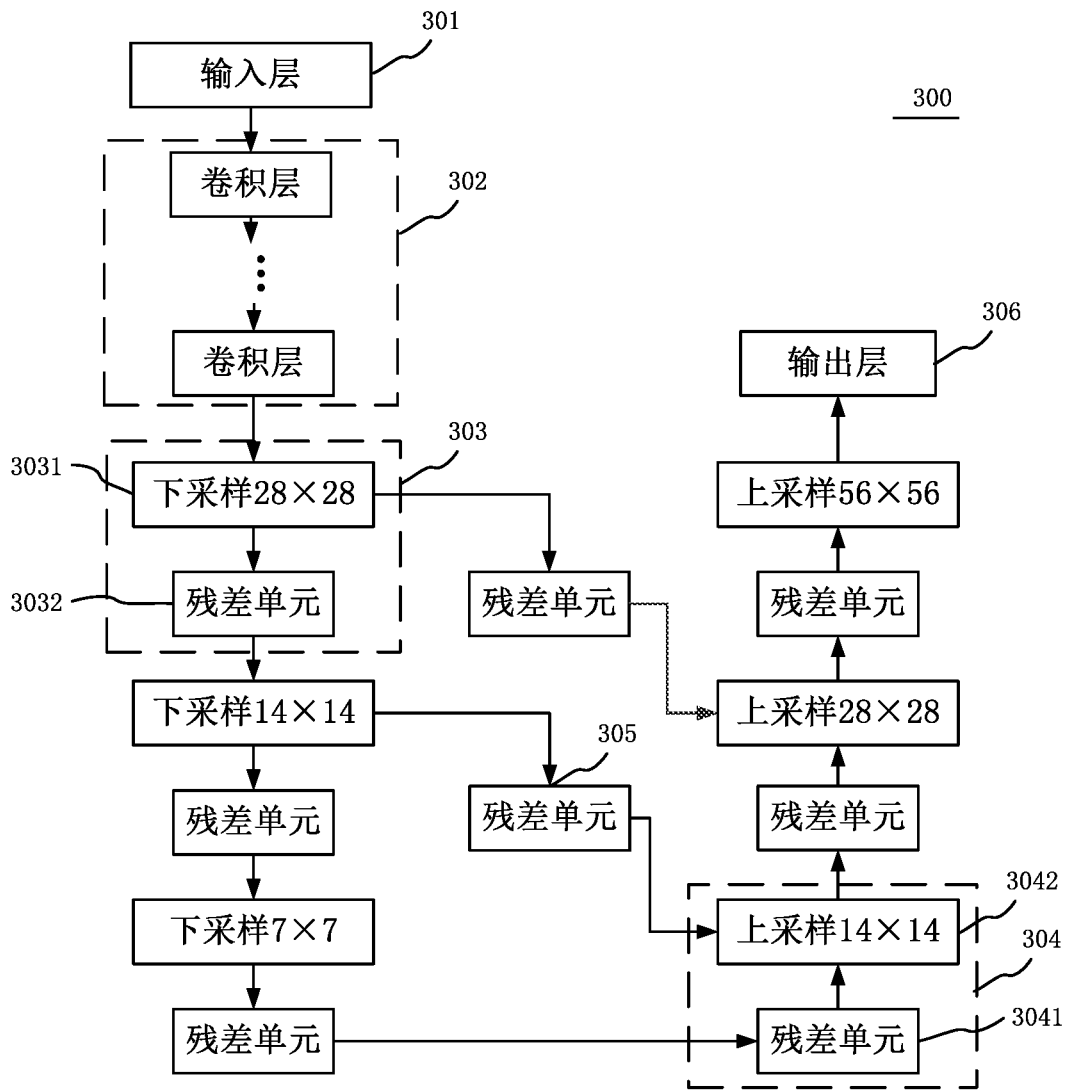 301
输入层
300
卷积层
302
卷积层
306
输出层
303
3031
下采样28×28
上采样56×56
3032
残差单元
残差单元
残差单元
下采样14×14
上采样28×28
305
残差单元
残差单元
残差单元
3042
下采样7×7
上采样14×14
304
残差单元
残差单元
3041